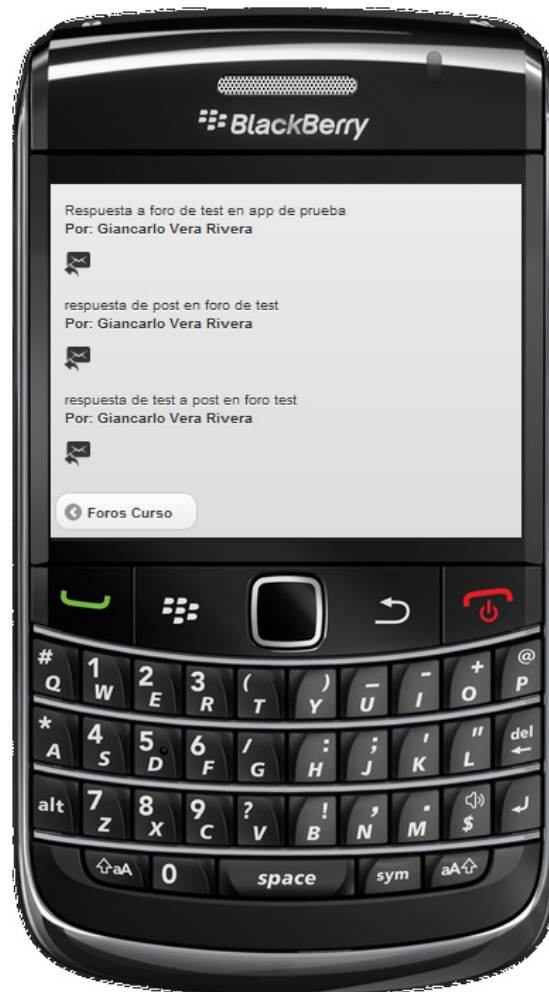 BlackBerry
Respuesta a foro de test en app de prueba
Por: Giancarlo Vera Rivera
respuesta de post en foro de test
Por: Giancarlo Vera Rivera
respuesta de test a post en foro test
Por: Giancarlo Vera Rivera
Foros Curso
# 1 2 3 ( ) _ - + @
Q W E R T Y U I O P
* 4 5 6 / : ; ' " del
A S D F G H J K L
alt 7 8 9 ? ! , .
Z X C V B N M $
aA 0 space sym aA